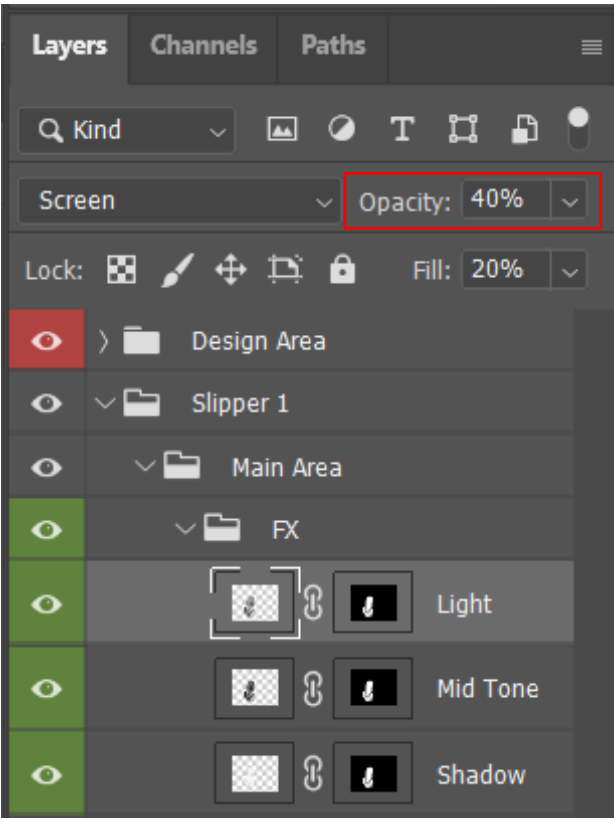 Layers Channels Paths
Kind
Screen Opacity: 40%
Lock: Fill: 20%
Design Area
Slipper 1
Main Area
FX
Light
Mid Tone
Shadow